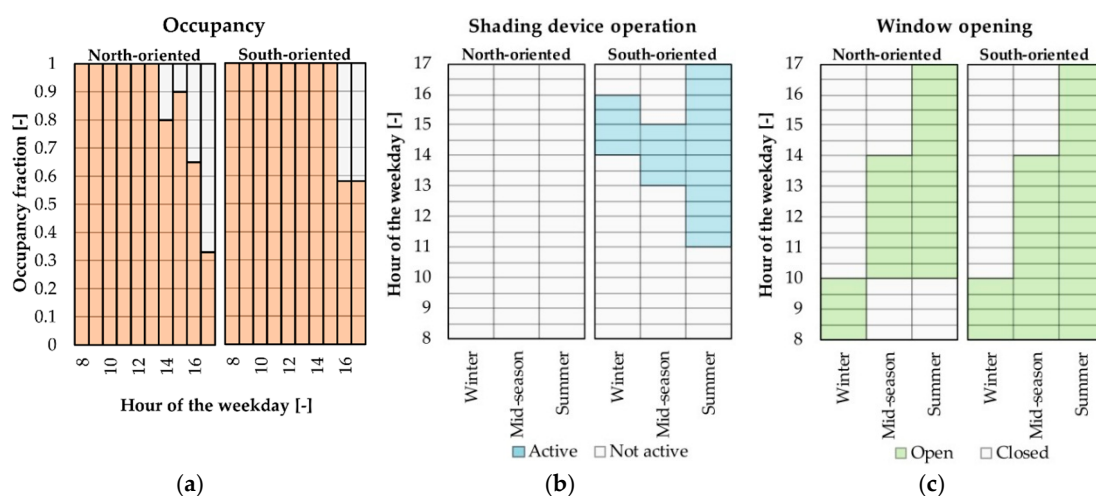 Occupancy
North-oriented South-oriented
Occupancy fraction [-]
1
0.9
0.8
0.7
0.6
0.5
0.4
0.3
0.2
0.1
0
8 10 12 14 16 8 10 12 14 16
Hour of the weekday [-]
(a)
Shading device operation
North-oriented South-oriented
Hour of the weekday [-]
17
16
15
14
13
12
11
10
9
8
Winter Mid-season Summer Winter Mid-season Summer
Active Not active
(b)
Window opening
North-oriented South-oriented
Hour of the weekday [-]
17
16
15
14
13
12
11
10
9
8
Winter Mid-season Summer Winter Mid-season Summer
Open Closed
(c)